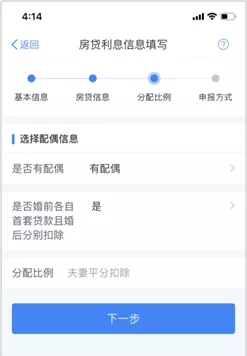 4:14
返回
房贷利息信息填写
基本信息
房贷信息
分配比例
申报方式
选择配偶信息
是否有配偶
有配偶
是否婚前各自
首套贷款且婚
后分别扣除
是
分配比例
夫妻平分扣除
下一步